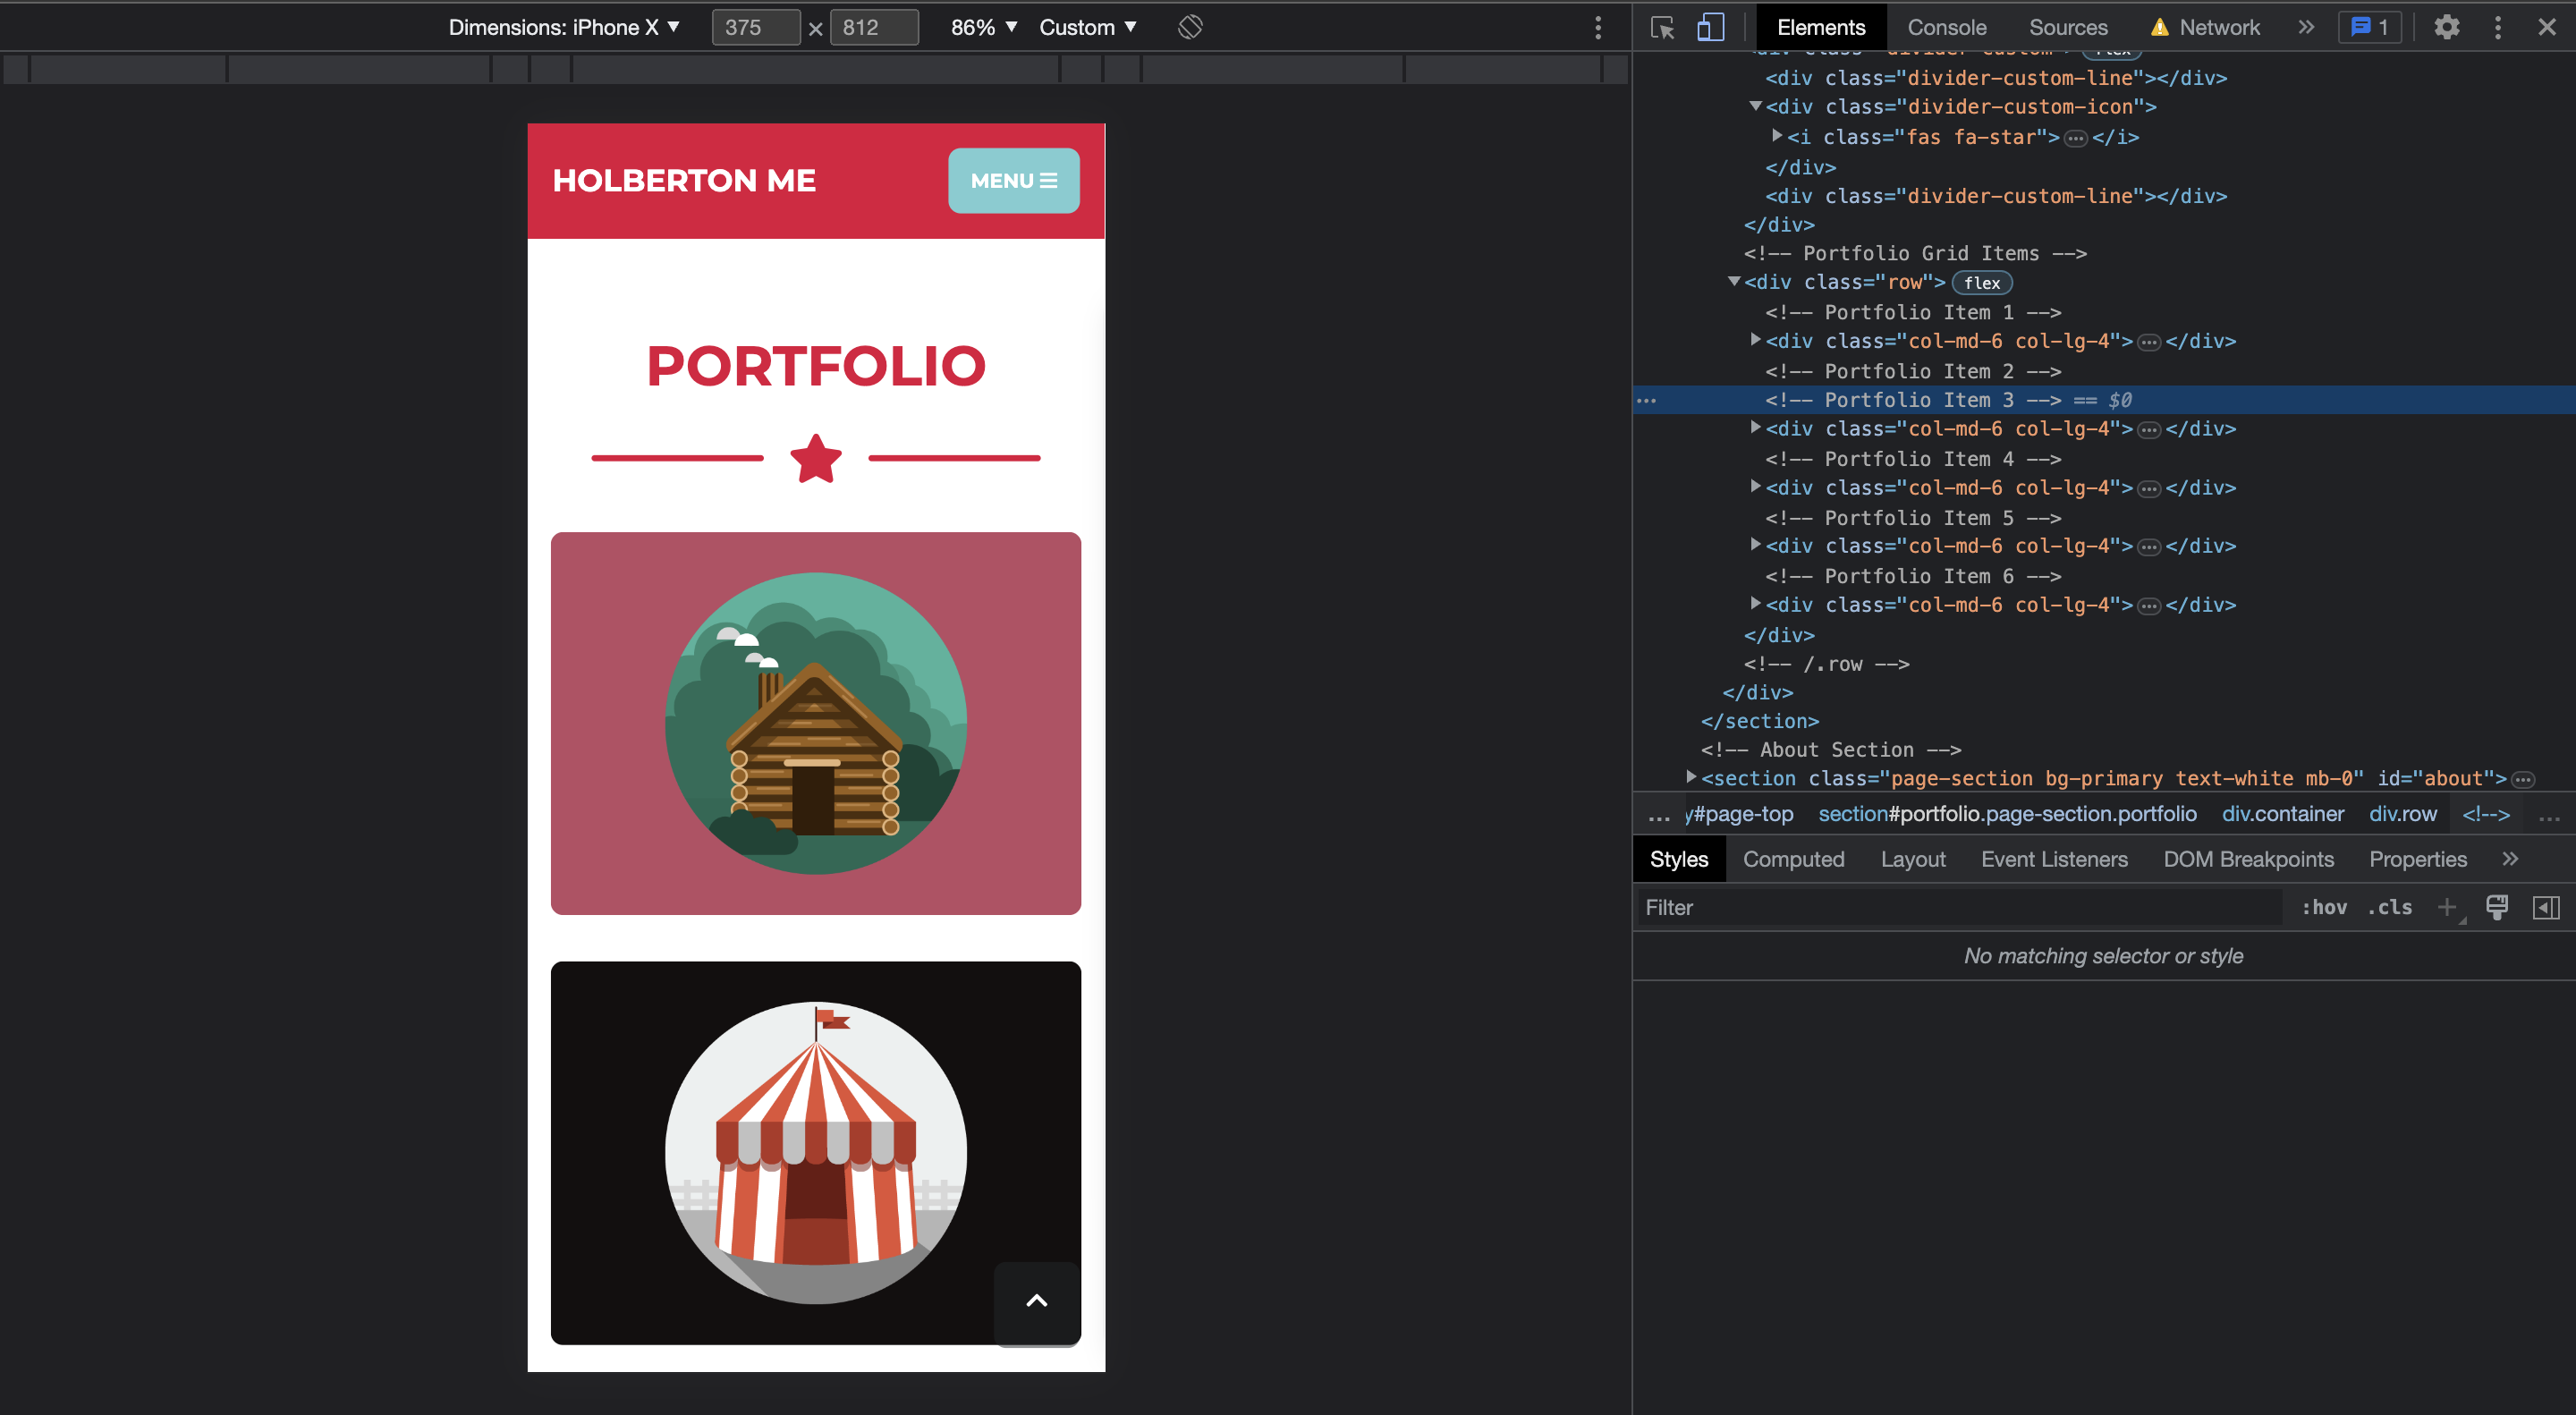 Dimensions: iPhone X ▼ 375 × 812 86% ▼ Custom ▼
Elements Console Sources Network » 1
HOLBERTON ME MENU
PORTFOLIO
<div class="divider-custom"> flex
<div class="divider-custom-line"></div>
<div class="divider-custom-icon">
<i class="fas fa-star">…</i>
</div>
<div class="divider-custom-line"></div>
</div>
<!-- Portfolio Grid Items -->
<div class="row"> flex
<!-- Portfolio Item 1 -->
<div class="col-md-6 col-lg-4">…</div>
<!-- Portfolio Item 2 -->
<!-- Portfolio Item 3 --> == $0
<div class="col-md-6 col-lg-4">…</div>
<!-- Portfolio Item 4 -->
<div class="col-md-6 col-lg-4">…</div>
<!-- Portfolio Item 5 -->
<div class="col-md-6 col-lg-4">…</div>
<!-- Portfolio Item 6 -->
<div class="col-md-6 col-lg-4">…</div>
</div>
<!-- /.row -->
</div>
</section>
<!-- About Section -->
<section class="page-section bg-primary text-white mb-0" id="about">…
… y#page-top section#portfolio.page-section.portfolio div.container div.row <!--> …
Styles Computed Layout Event Listeners DOM Breakpoints Properties »
Filter :hov .cls +
No matching selector or style